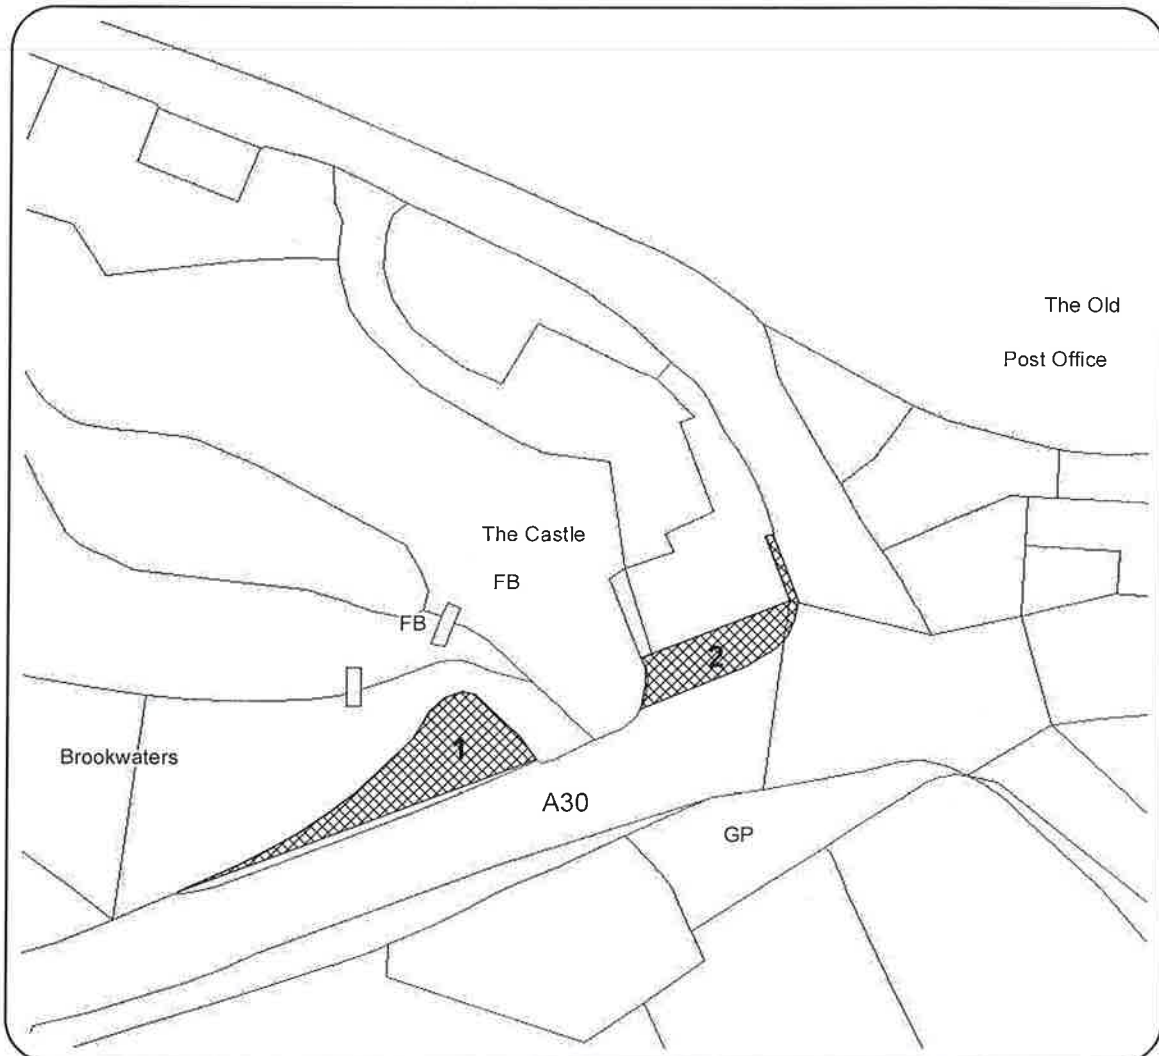 The Old
Post Office
The Castle
FB
FB
2
1
Brookwaters
A30
GP